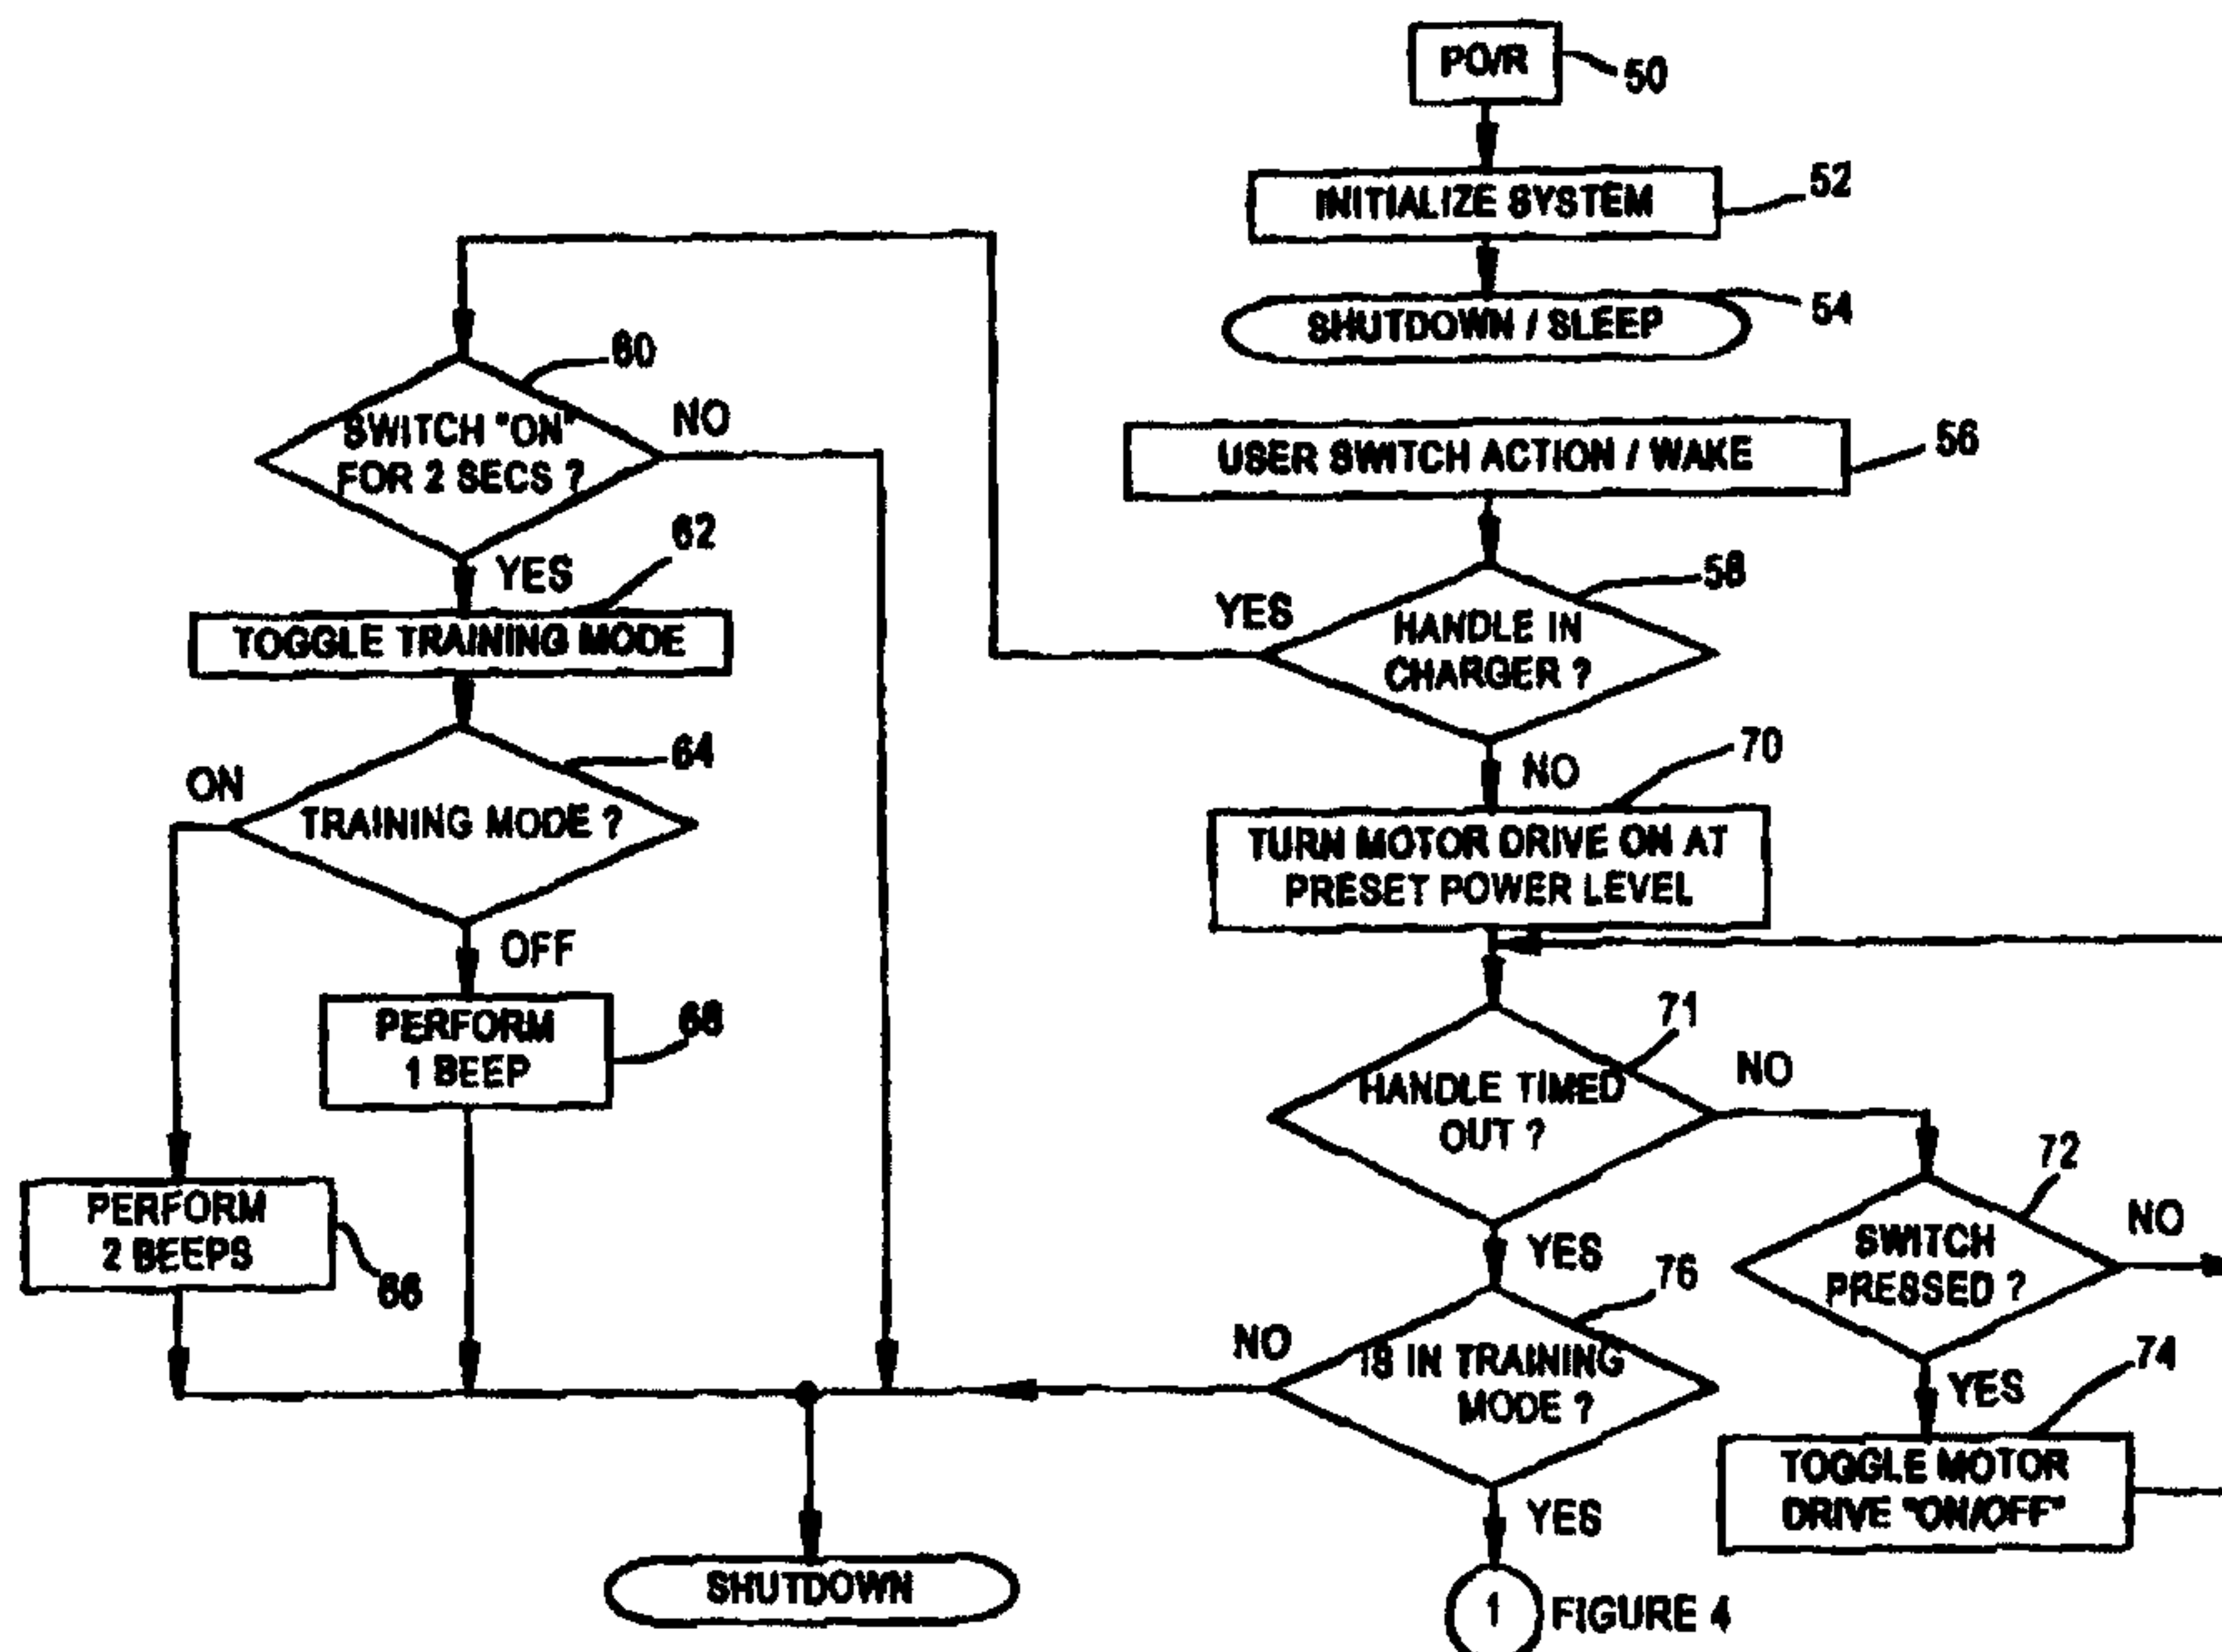 PO/R
50
INITIALIZE SYSTEM
52
SHUTDOWN / SLEEP
54
USER SWITCH ACTION / WAKE
56
HANDLE IN
CHARGER ?
58
YES
NO
SWITCH "ON"
FOR 2 SECS ?
60
NO
YES
TOGGLE TRAINING MODE
62
TRAINING MODE ?
64
ON
OFF
PERFORM
1 BEEP
68
PERFORM
2 BEEPS
66
SHUTDOWN
TURN MOTOR DRIVE ON AT
PRESET POWER LEVEL
70
HANDLE TIMED
OUT ?
71
NO
YES
SWITCH
PRESSED ?
72
NO
YES
TOGGLE MOTOR
DRIVE "ON/OFF"
74
IS IN TRAINING
MODE ?
76
NO
YES
1
FIGURE 4